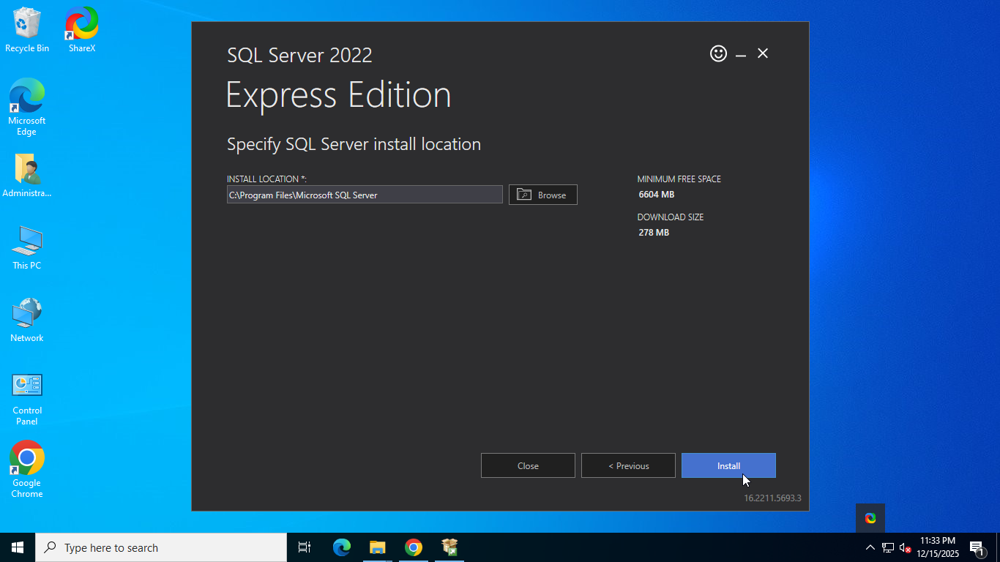 Recycle Bin
ShareX
Microsoft
Edge
Administra...
This PC
Network
Control
Panel
Google
Chrome
SQL Server 2022
Express Edition
Specify SQL Server install location
INSTALL LOCATION *:
C:\Program Files\Microsoft SQL Server
Browse
MINIMUM FREE SPACE
6604 MB
DOWNLOAD SIZE
278 MB
Close
< Previous
Install
16.2211.5693.3
Type here to search
11:33 PM
12/15/2025
1